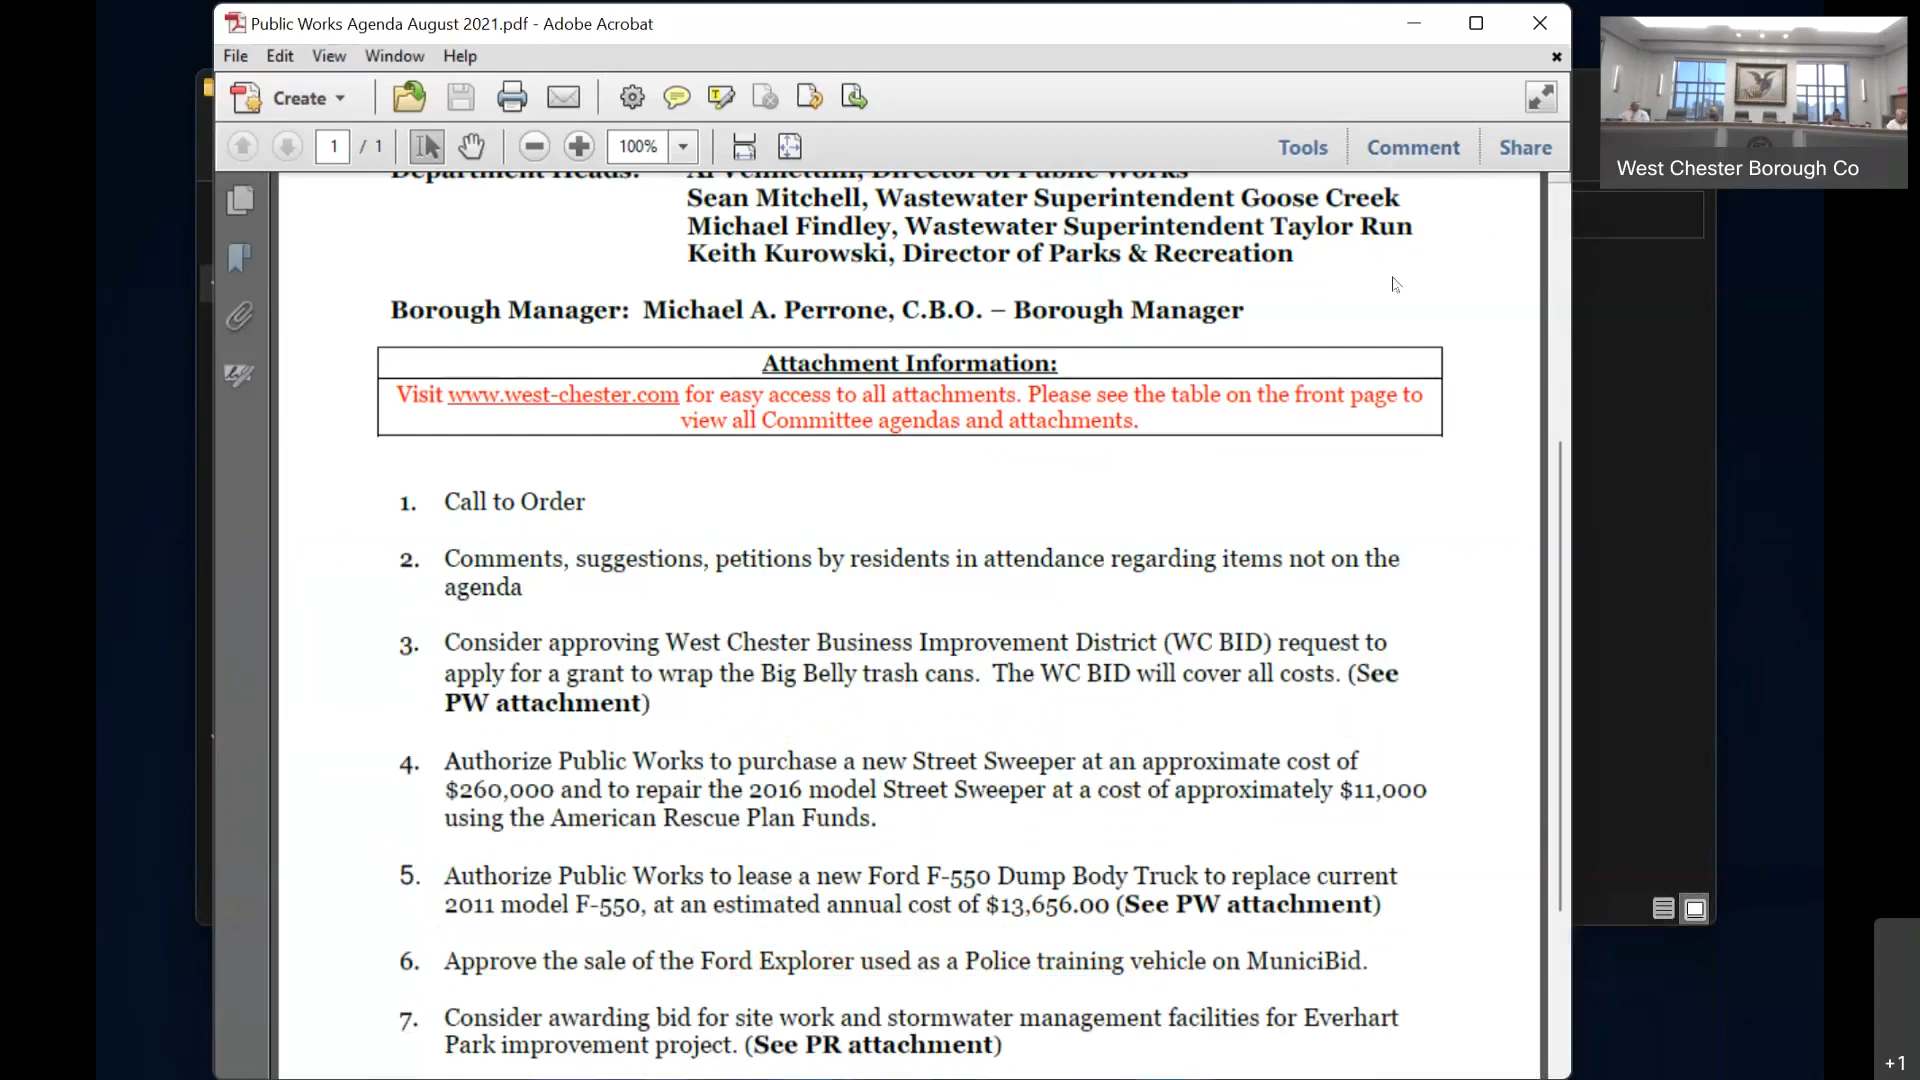 Public Works Agenda August 2021.pdf - Adobe Acrobat
File Edit View Window Help
Create
1 / 1 100% Tools Comment Share
West Chester Borough Co
Department Heads: Al Vennettilli, Director of Public Works
Sean Mitchell, Wastewater Superintendent Goose Creek
Michael Findley, Wastewater Superintendent Taylor Run
Keith Kurowski, Director of Parks & Recreation
Borough Manager: Michael A. Perrone, C.B.O. – Borough Manager
Attachment Information:
Visit www.west-chester.com for easy access to all attachments. Please see the table on the front page to
view all Committee agendas and attachments.
1. Call to Order
2. Comments, suggestions, petitions by residents in attendance regarding items not on the
agenda
3. Consider approving West Chester Business Improvement District (WC BID) request to
apply for a grant to wrap the Big Belly trash cans. The WC BID will cover all costs. (See
PW attachment)
4. Authorize Public Works to purchase a new Street Sweeper at an approximate cost of
$260,000 and to repair the 2016 model Street Sweeper at a cost of approximately $11,000
using the American Rescue Plan Funds.
5. Authorize Public Works to lease a new Ford F-550 Dump Body Truck to replace current
2011 model F-550, at an estimated annual cost of $13,656.00 (See PW attachment)
6. Approve the sale of the Ford Explorer used as a Police training vehicle on MuniciBid.
7. Consider awarding bid for site work and stormwater management facilities for Everhart
Park improvement project. (See PR attachment)
+1